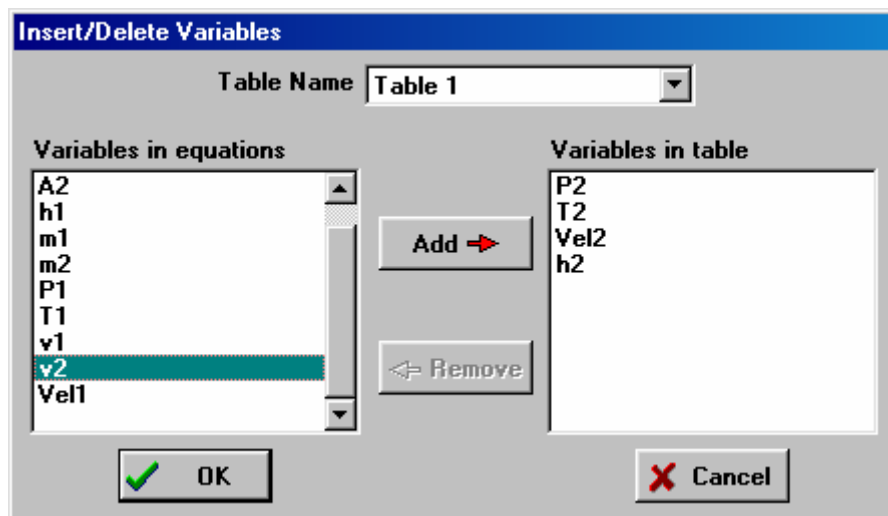 Insert/Delete Variables
Table Name Table 1
Variables in equations
A2
h1
m1
m2
P1
T1
v1
v2
Vel1
Add
Remove
Variables in table
P2
T2
Vel2
h2
OK
Cancel